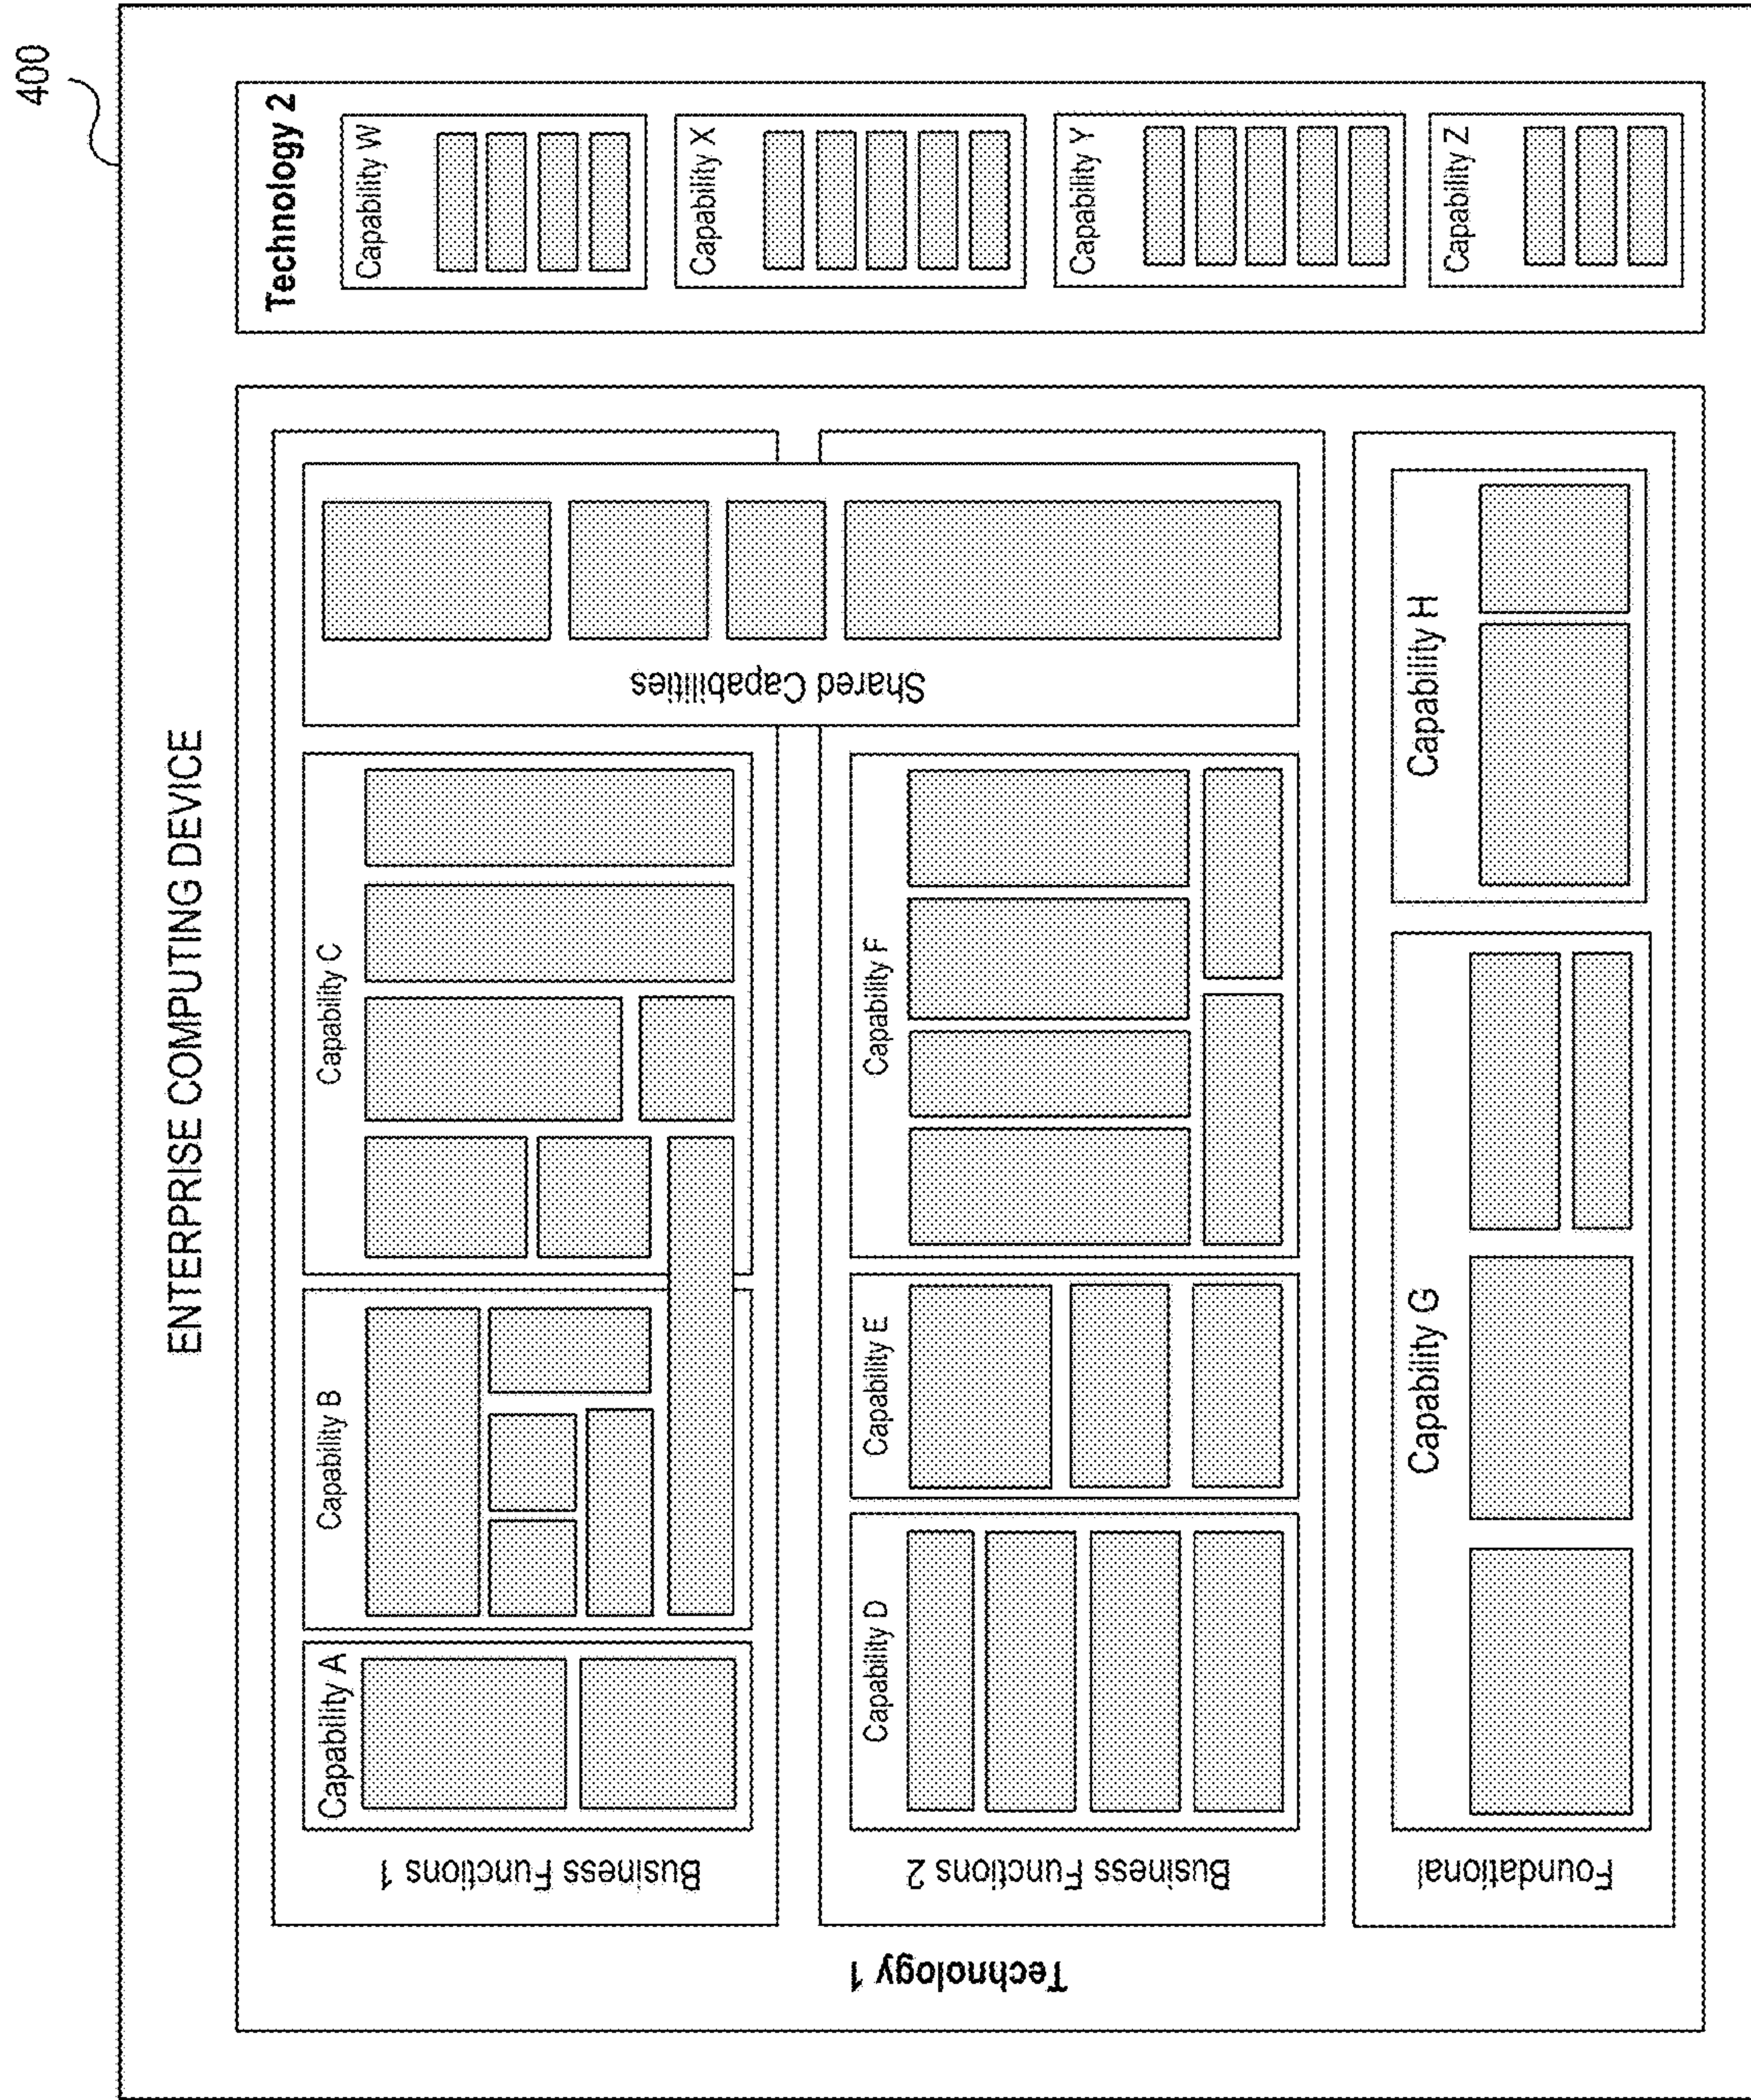 400
ENTERPRISE COMPUTING DEVICE
Technology 1
Business Functions 1
Capability A
Capability B
Capability C
Shared Capabilities
Business Functions 2
Capability D
Capability E
Capability F
Foundational
Capability G
Capability H
Technology 2
Capability W
Capability X
Capability Y
Capability Z